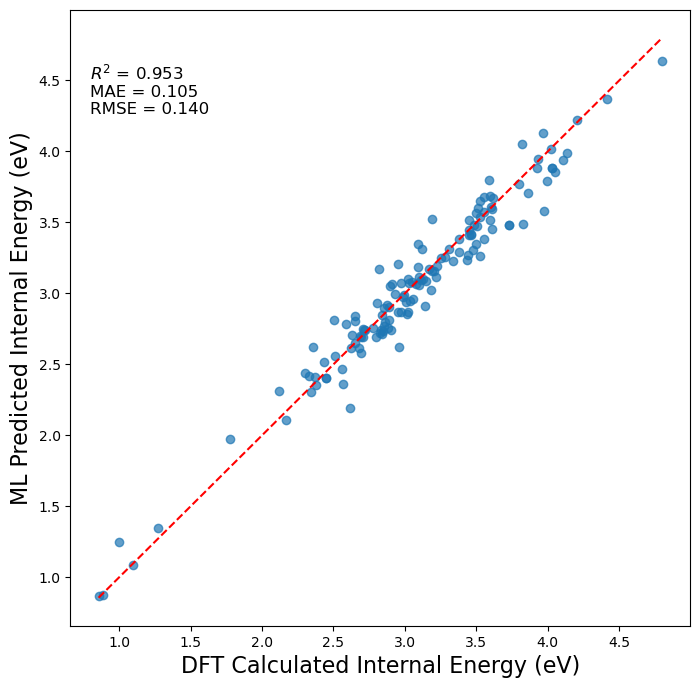 R² = 0.953
MAE = 0.105
RMSE = 0.140
ML Predicted Internal Energy (eV)
4.5
4.0
3.5
3.0
2.5
2.0
1.5
1.0
1.0 1.5 2.0 2.5 3.0 3.5 4.0 4.5
DFT Calculated Internal Energy (eV)